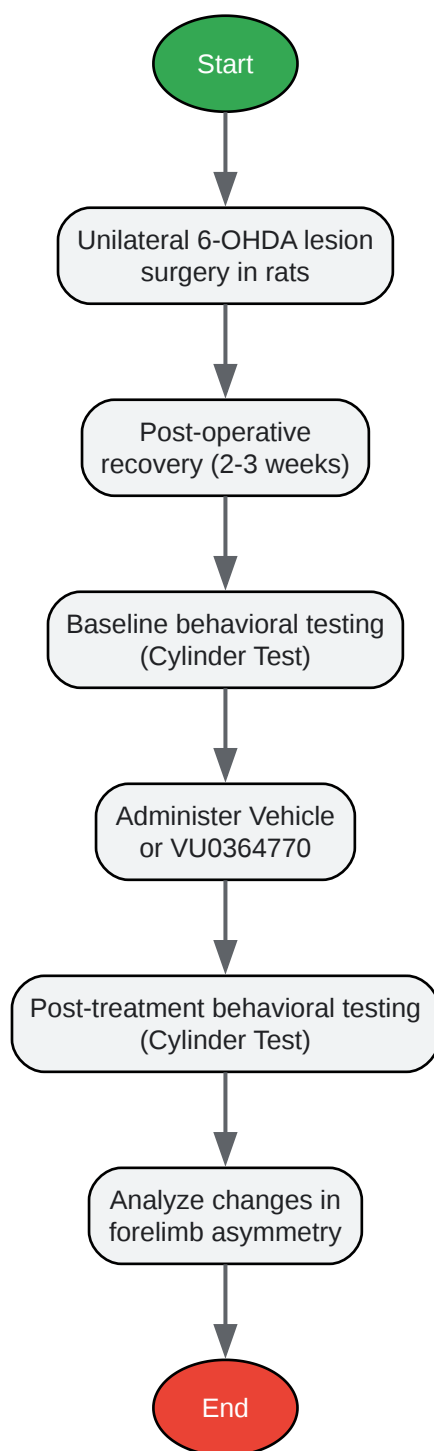 Start
Unilateral 6-OHDA lesion
surgery in rats
Post-operative
recovery (2-3 weeks)
Baseline behavioral testing
(Cylinder Test)
Administer Vehicle
or VU0364770
Post-treatment behavioral testing
(Cylinder Test)
Analyze changes in
forelimb asymmetry
End